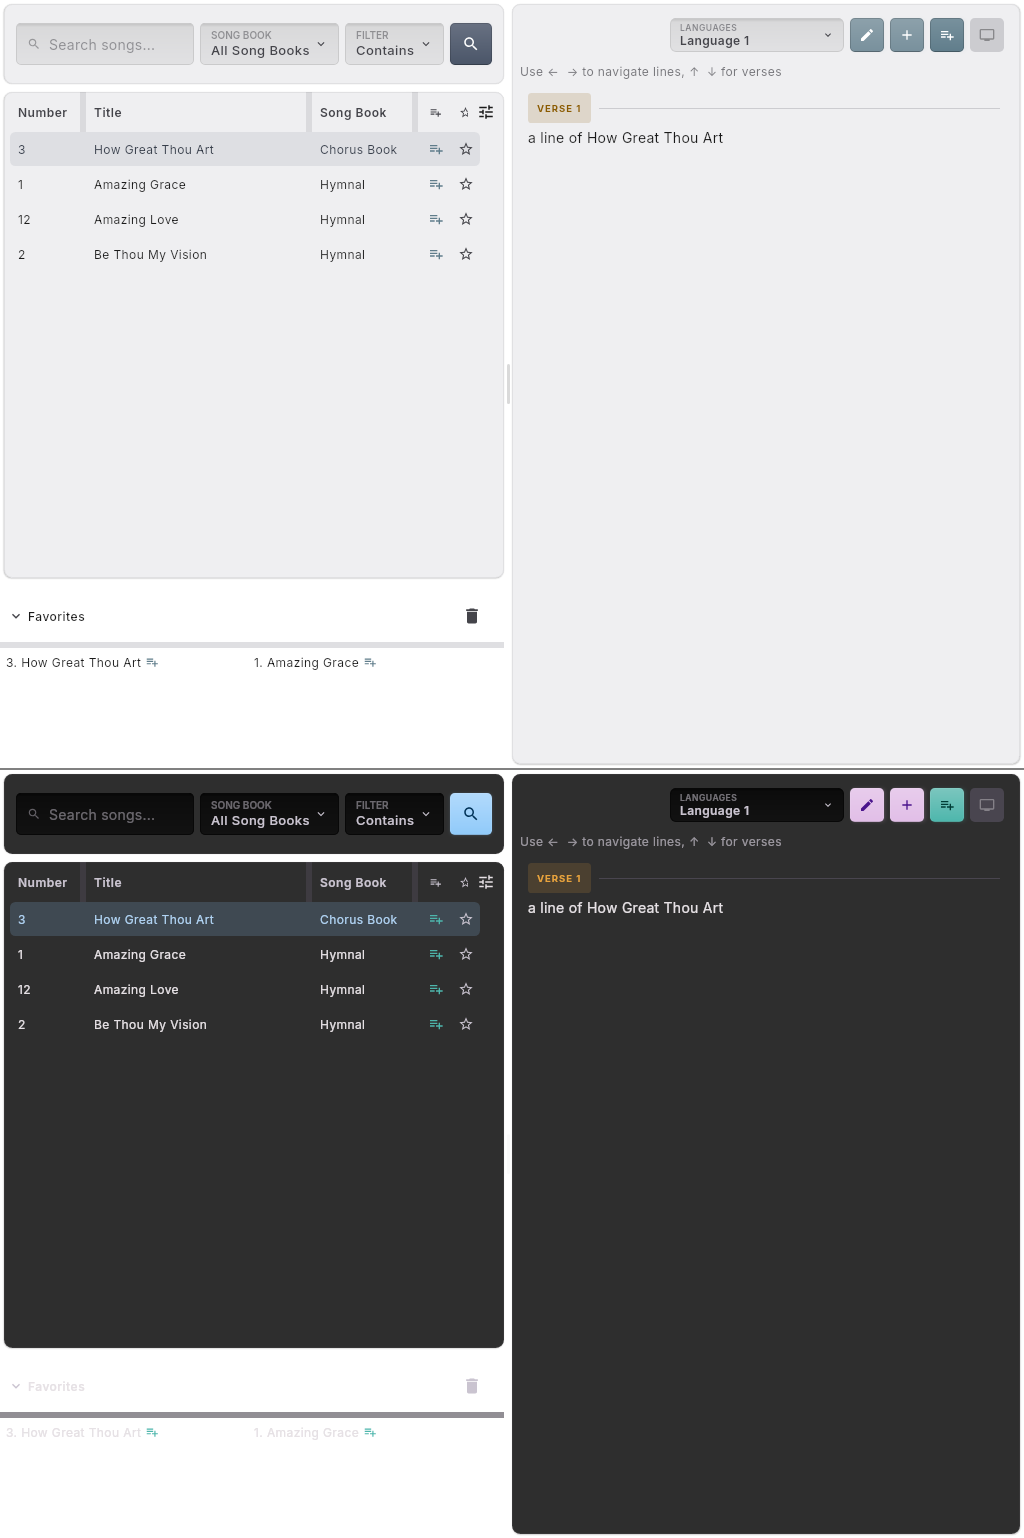 Search songs...
SONG BOOK
All Song Books
FILTER
Contains
Number Title Song Book
3 How Great Thou Art Chorus Book
1 Amazing Grace Hymnal
12 Amazing Love Hymnal
2 Be Thou My Vision Hymnal
Favorites
3. How Great Thou Art 1. Amazing Grace
LANGUAGES
Language 1
Use ← → to navigate lines, ↑ ↓ for verses
VERSE 1
a line of How Great Thou Art
Search songs...
SONG BOOK
All Song Books
FILTER
Contains
Number Title Song Book
3 How Great Thou Art Chorus Book
1 Amazing Grace Hymnal
12 Amazing Love Hymnal
2 Be Thou My Vision Hymnal
Favorites
3. How Great Thou Art 1. Amazing Grace
LANGUAGES
Language 1
Use ← → to navigate lines, ↑ ↓ for verses
VERSE 1
a line of How Great Thou Art